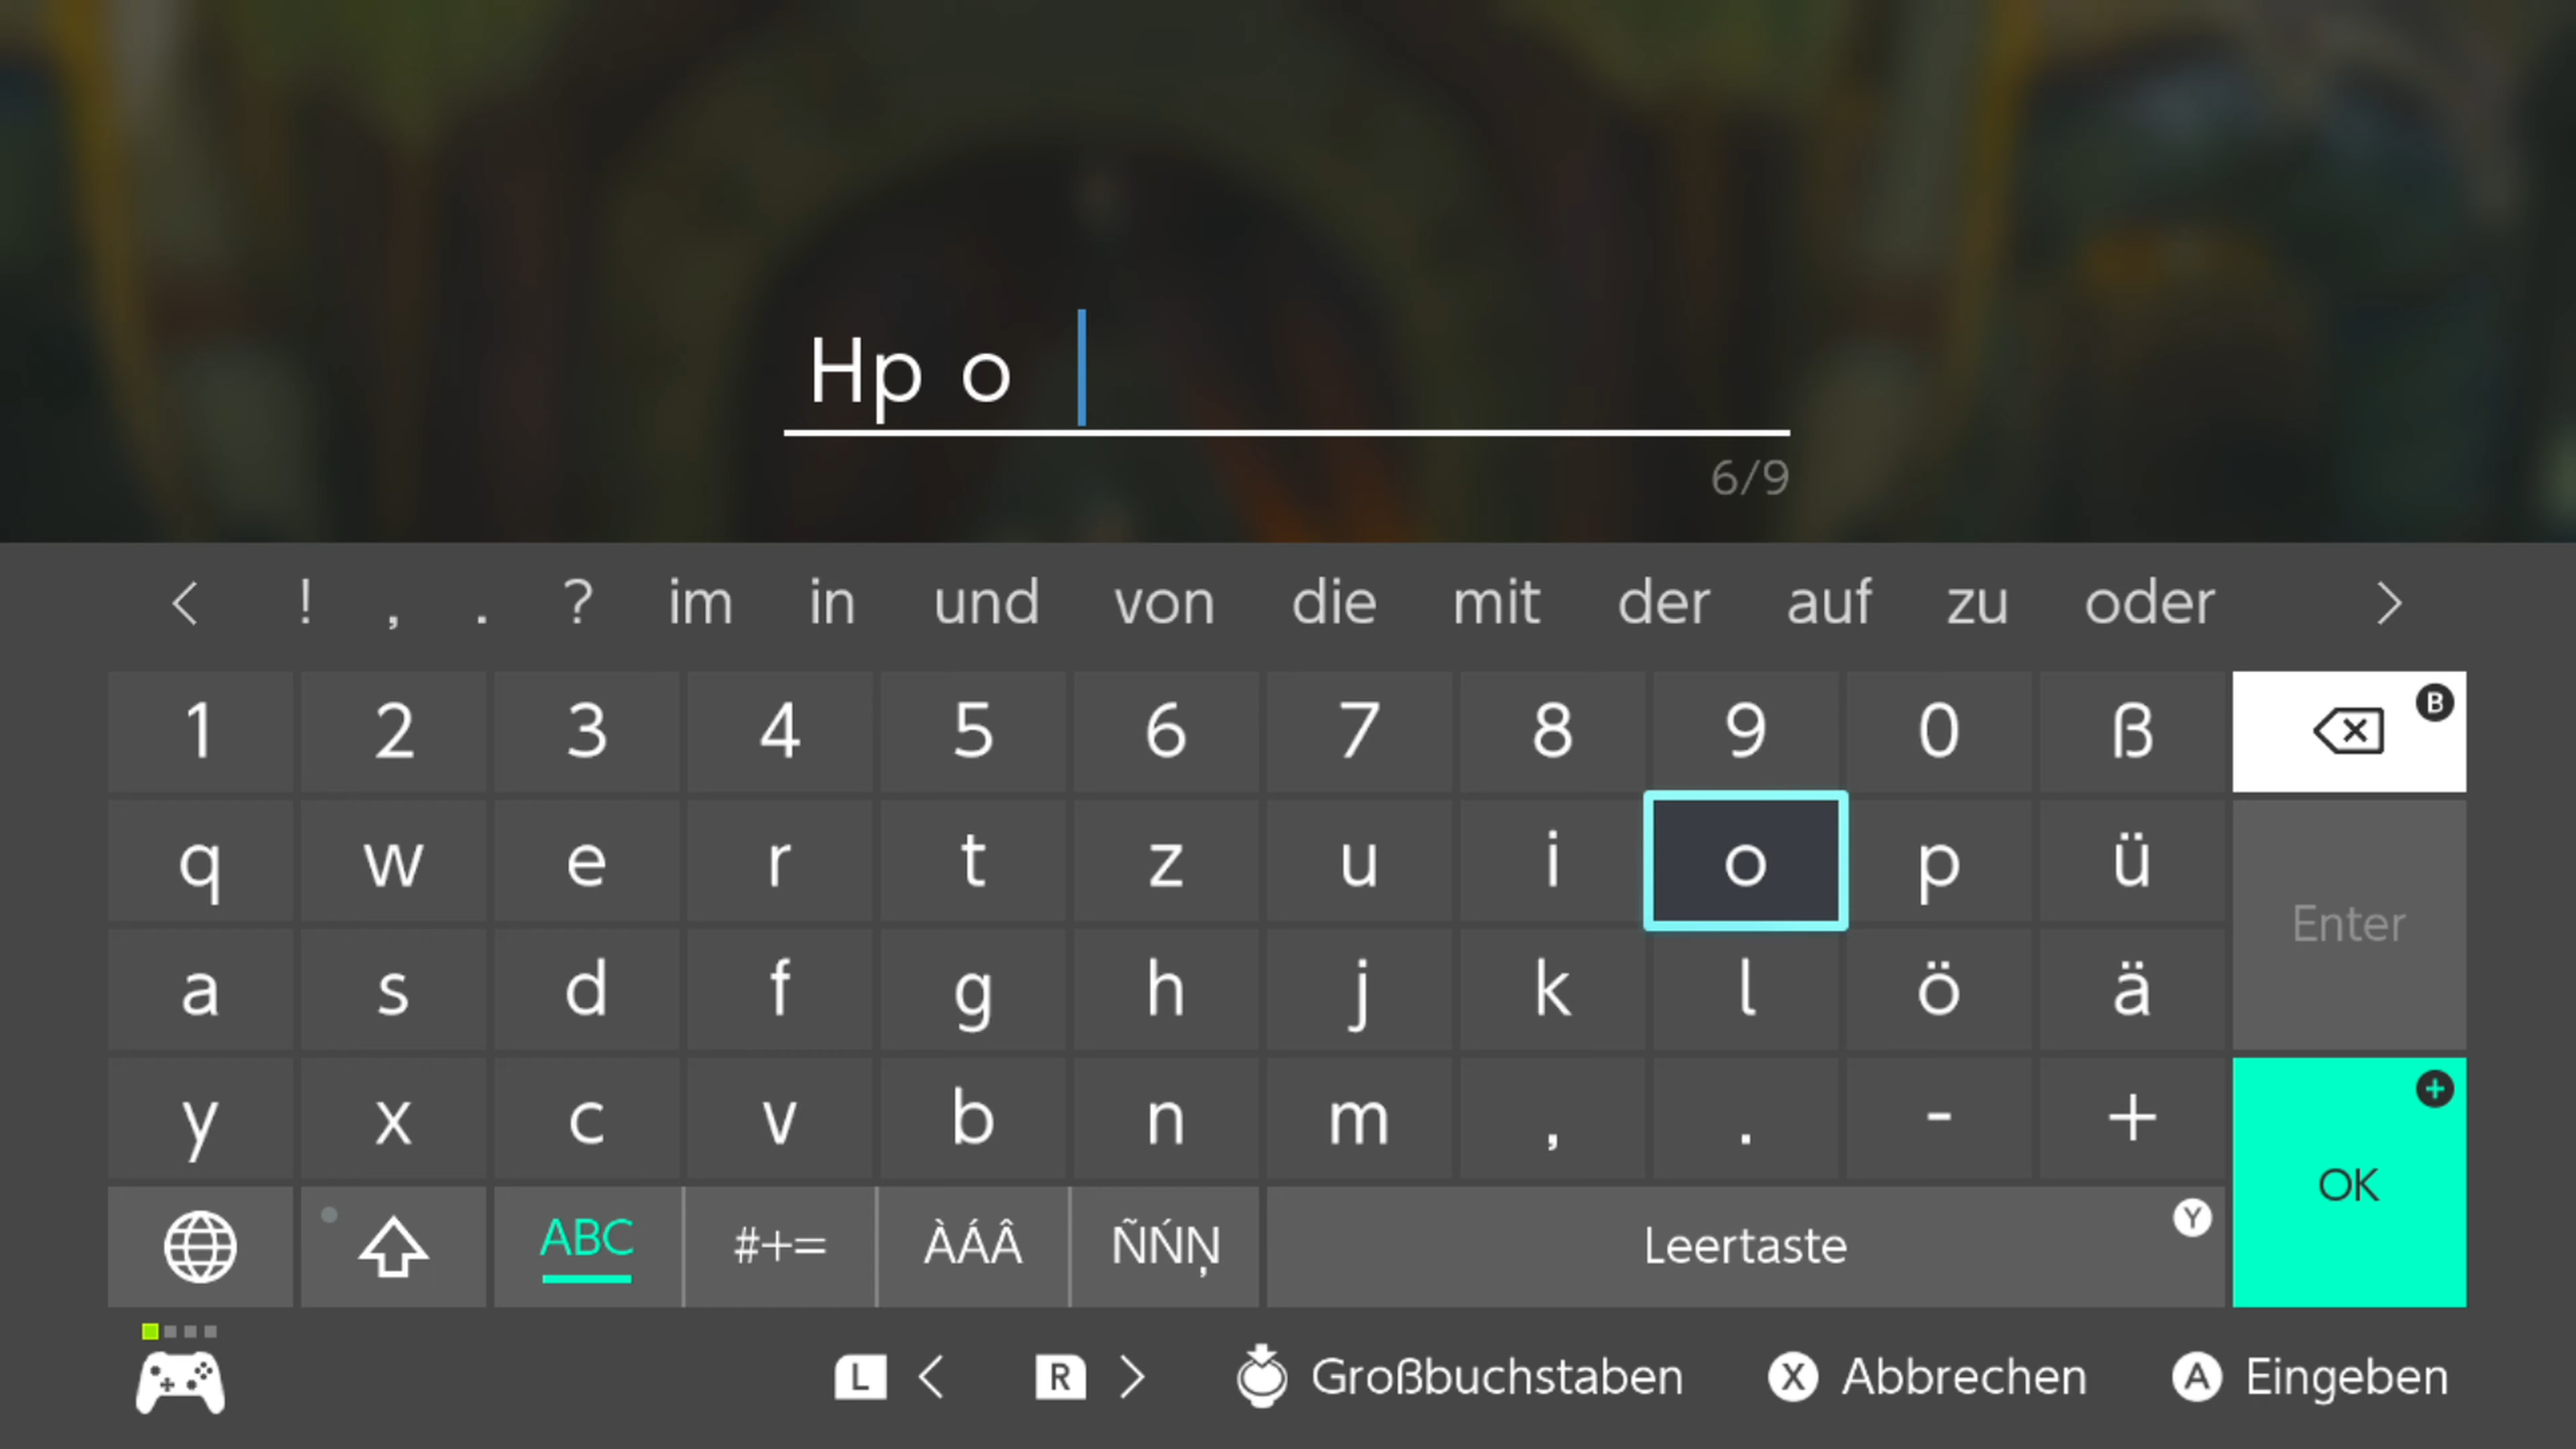 Hp o
6/9
! , . ? im in und von die mit der auf zu oder
1 2 3 4 5 6 7 8 9 0 ß B
q w e r t z u i o p ü
Enter
a s d f g h j k l ö ä
y x c v b n m , . - +
OK
ABC #+= ÀÁÂ ÑŃŅ Leertaste Y
L R Großbuchstaben X Abbrechen A Eingeben